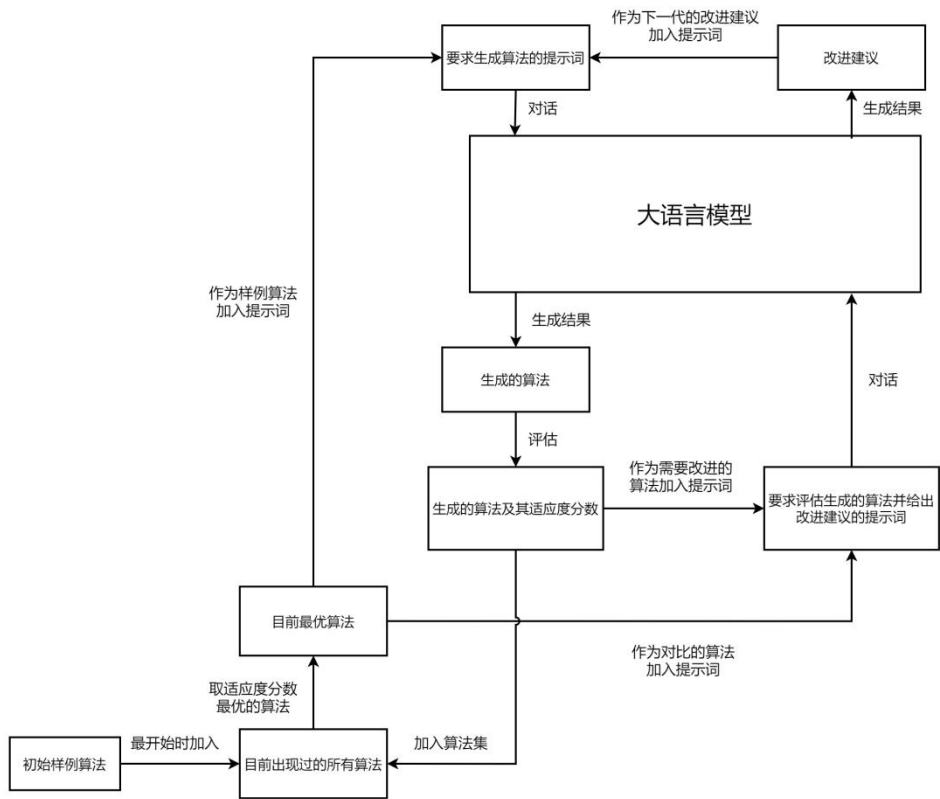 作为下一代的改进建议
加入提示词
要求生成算法的提示词
改进建议
对话
生成结果
大语言模型
作为样例算法
加入提示词
生成结果
生成的算法
对话
评估
作为需要改进的
算法加入提示词
生成的算法及其适应度分数
要求评估生成的算法并给出
改进建议的提示词
目前最优算法
作为对比的算法
加入提示词
取适应度分数
最优的算法
最开始时加入
加入算法集
初始样例算法
目前出现过的所有算法